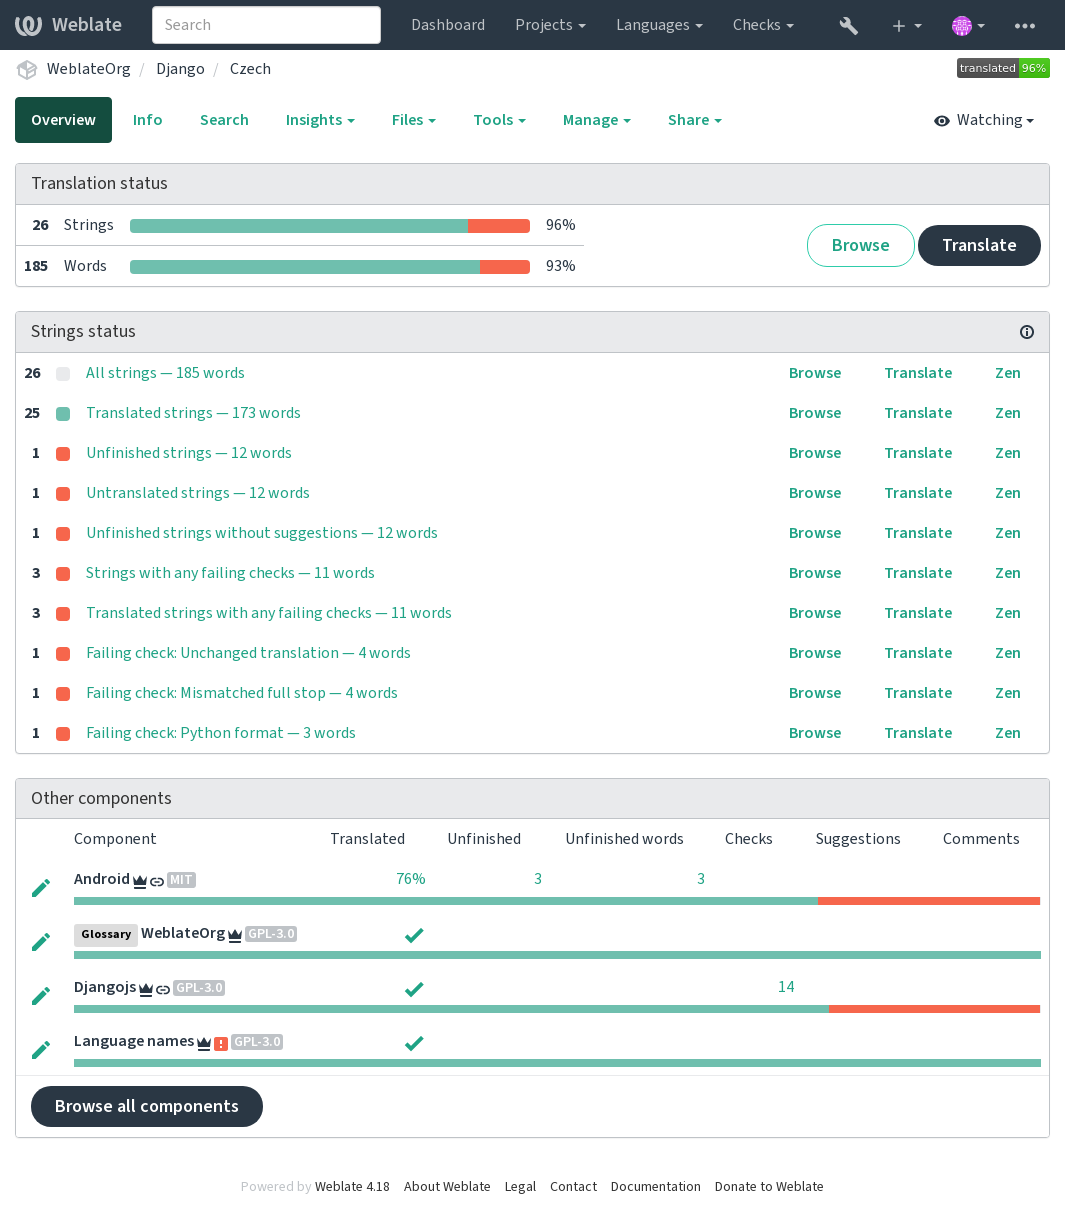 Weblate Search Dashboard Projects Languages Checks
WeblateOrg / Django / Czech translated 96%
Overview Info Search Insights Files Tools Manage Share Watching
Translation status
26 Strings 96%
185 Words 93%
Browse Translate
Strings status
26 All strings — 185 words Browse Translate Zen
25 Translated strings — 173 words Browse Translate Zen
1 Unfinished strings — 12 words Browse Translate Zen
1 Untranslated strings — 12 words Browse Translate Zen
1 Unfinished strings without suggestions — 12 words Browse Translate Zen
3 Strings with any failing checks — 11 words Browse Translate Zen
3 Translated strings with any failing checks — 11 words Browse Translate Zen
1 Failing check: Unchanged translation — 4 words Browse Translate Zen
1 Failing check: Mismatched full stop — 4 words Browse Translate Zen
1 Failing check: Python format — 3 words Browse Translate Zen
Other components
Component Translated Unfinished Unfinished words Checks Suggestions Comments
Android MIT 76% 3 3
Glossary WeblateOrg GPL-3.0
Djangojs GPL-3.0 14
Language names GPL-3.0
Browse all components
Powered by Weblate 4.18 About Weblate Legal Contact Documentation Donate to Weblate